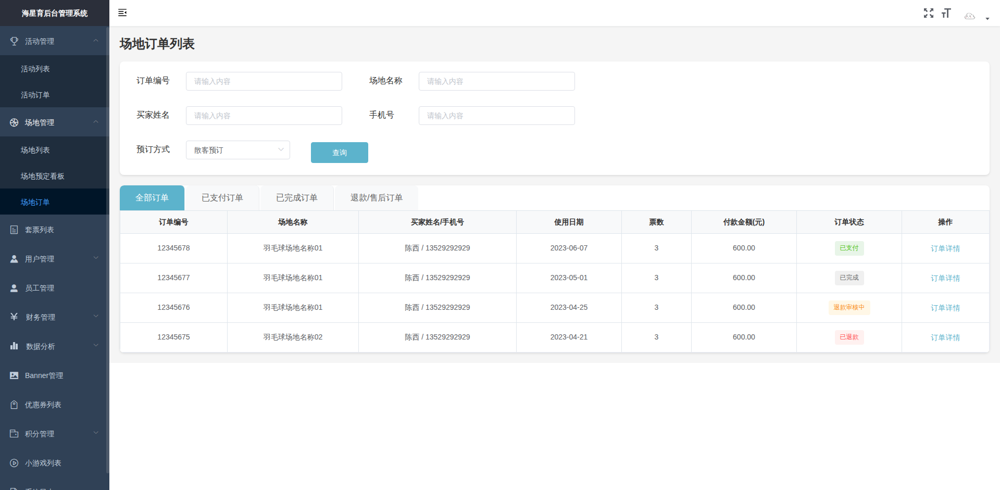 海星育后台管理系统
活动管理
活动列表
活动订单
场地管理
场地列表
场地预定看板
场地订单
套票列表
用户管理
员工管理
财务管理
数据分析
Banner管理
优惠券列表
积分管理
小游戏列表
场地订单列表
订单编号 请输入内容 场地名称 请输入内容
买家姓名 请输入内容 手机号 请输入内容
预订方式 散客预订 查询
全部订单 已支付订单 已完成订单 退款/售后订单
订单编号 场地名称 买家姓名/手机号 使用日期 票数 付款金额(元) 订单状态 操作
12345678 羽毛球场地名称01 陈西 / 13529292929 2023-06-07 3 600.00 已支付 订单详情
12345677 羽毛球场地名称01 陈西 / 13529292929 2023-05-01 3 600.00 已完成 订单详情
12345676 羽毛球场地名称01 陈西 / 13529292929 2023-04-25 3 600.00 退款审核中 订单详情
12345675 羽毛球场地名称02 陈西 / 13529292929 2023-04-21 3 600.00 已退款 订单详情